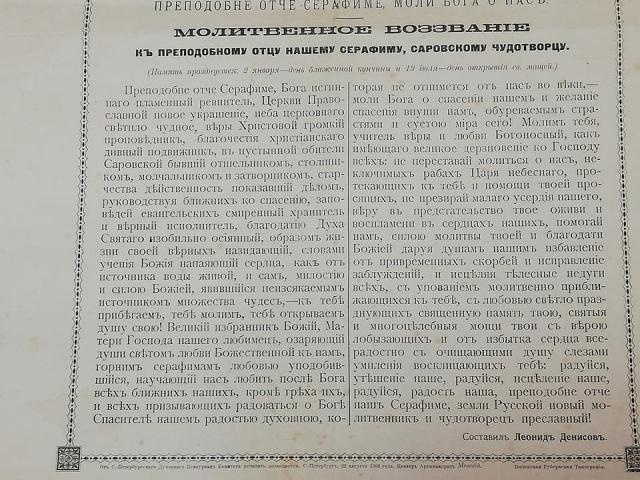 ПРЕПОДОБНЕ ОТЧЕ СЕРАФИМЕ, МОЛИ БОГА О НАСЪ.
МОЛИТВЕННОЕ ВОЗЗВАНІЕ
КЪ ПРЕПОДОБНОМУ ОТЦУ НАШЕМУ СЕРАФИМУ, САРОВСКОМУ ЧУДОТВОРЦУ.
(Память празднуется: 2 января—день блаженной кончины и 19 іюля—день открытія св. мощей.)
Преподобне отче Серафиме, Бога истин-
наго пламенный ревнитель, Церкви Право-
славной новое украшеніе, неба церковнаго
свѣтило чудное, вѣры Христовой громкій
проповѣдникъ, благочестія христіанскаго
дивный подвижникъ, въ пустынной обители
Саровской бывшій отшельникомъ, столпни-
комъ, молчальникомъ и затворникомъ, стар-
чества дѣйственность показавшій дѣломъ,
руководствуя ближнихъ ко спасенію, запо-
вѣдей евангельскихъ смиренный хранитель
и вѣрный исполнитель, благодатію Духа
Святаго изобильно осіянный, образомъ жиз-
зни своей вѣрныхъ назидающій, словами
ученія Божія напаяющій сердца, какъ отъ
источника воды живой, и самъ, милостію
и силою Божіей, явившійся неизсякаемымъ
источникомъ множества чудесъ,—къ тебѣ
прибѣгаемъ, тебѣ молимъ, тебѣ открываемъ
душу свою! Великій избранникъ Божій, Ма-
тери Господа нашего любимецъ, озаряющій
души свѣтомъ любви Божественной къ намъ,
горнимъ серафимамъ любовью уподобив-
шійся, научающій насъ любить послѣ Бога
всѣхъ ближнихъ нашихъ, кромѣ грѣха ихъ,
и всѣхъ призывающихъ радоватися о Богѣ
Спасителѣ нашемъ радостью духовною, ко-
торая не отнимется отъ насъ во вѣки,—
моли Бога о спасеніи нашемъ и желаніе
спасенія внуши намъ, обуреваемымъ стра-
стями и суетою міра сего! Молимъ тебя,
учитель вѣры и любви Богоносный, какъ
имѣющаго великое дерзновеніе ко Господу
всѣхъ: не переставай молиться о насъ, не-
ключимыхъ рабахъ Царя небеснаго, про-
текающихъ къ тебѣ и помощи твоей про-
сящихъ, не презирай малаго усердія нашего,
вѣру въ предстательство твое оживи и
воспламени въ сердцахъ нашихъ, помогай
намъ, силою молитвы твоей и благодати
Божіей даруя душамъ нашимъ избавленіе
отъ привременныхъ скорбей и исправленіе
заблужденій, и исцѣляя тѣлесные недуги
всѣхъ, съ упованіемъ молитвенно прибли-
жающихся къ тебѣ, съ любовью свѣтло праз-
днующихъ священную память твою, святыя
и многоцѣлебныя мощи твои съ вѣрою
лобызающихъ и отъ избытка сердца все-
радостно съ очищающими душу слезами
умиленія восклицающихъ тебѣ: радуйся,
утѣшеніе наше, радуйся, исцѣленіе наше,
радуйся, радость наша, преподобне отче
нашъ Серафиме, земли Русской новый мо-
литвенникъ и чудотворецъ преславный!
Составилъ Леонидъ Денисовъ.
Отъ С.-Петербургскаго Духовнаго Цензурнаго Комитета печатать дозволяется. С.-Петербургъ, 22 августа 1903 года. Цензоръ Архимандритъ
Типографія.